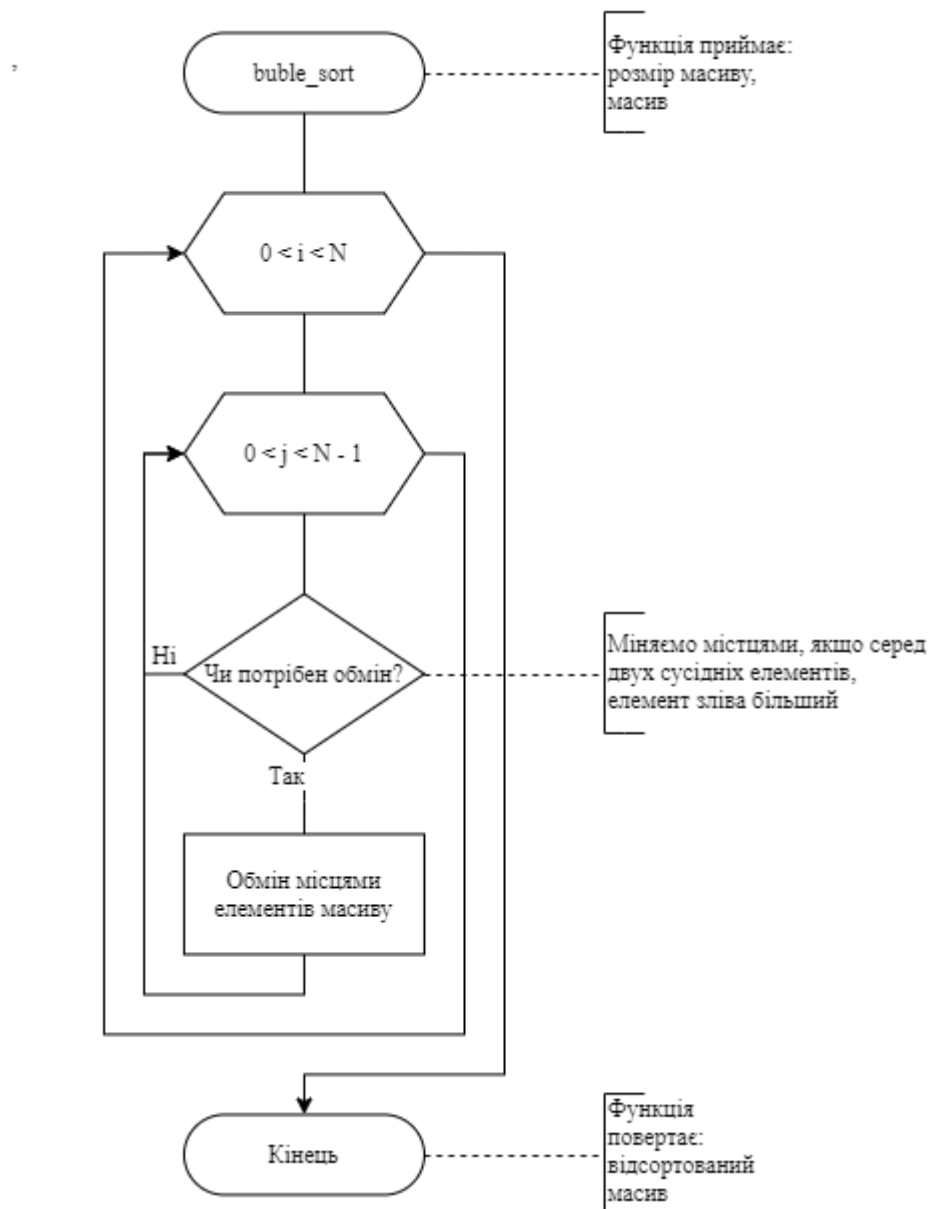 ,
buble_sort
Функція приймає:
розмір масиву,
масив
0 < i < N
0 < j < N - 1
Ні
Чи потрібен обмін?
Міняємо містцями, якщо серед
двух сусідніх елементів,
елемент зліва більший
Так
Обмін місцями
елементів масиву
Кінець
Функція
повертає:
відсортований
масив